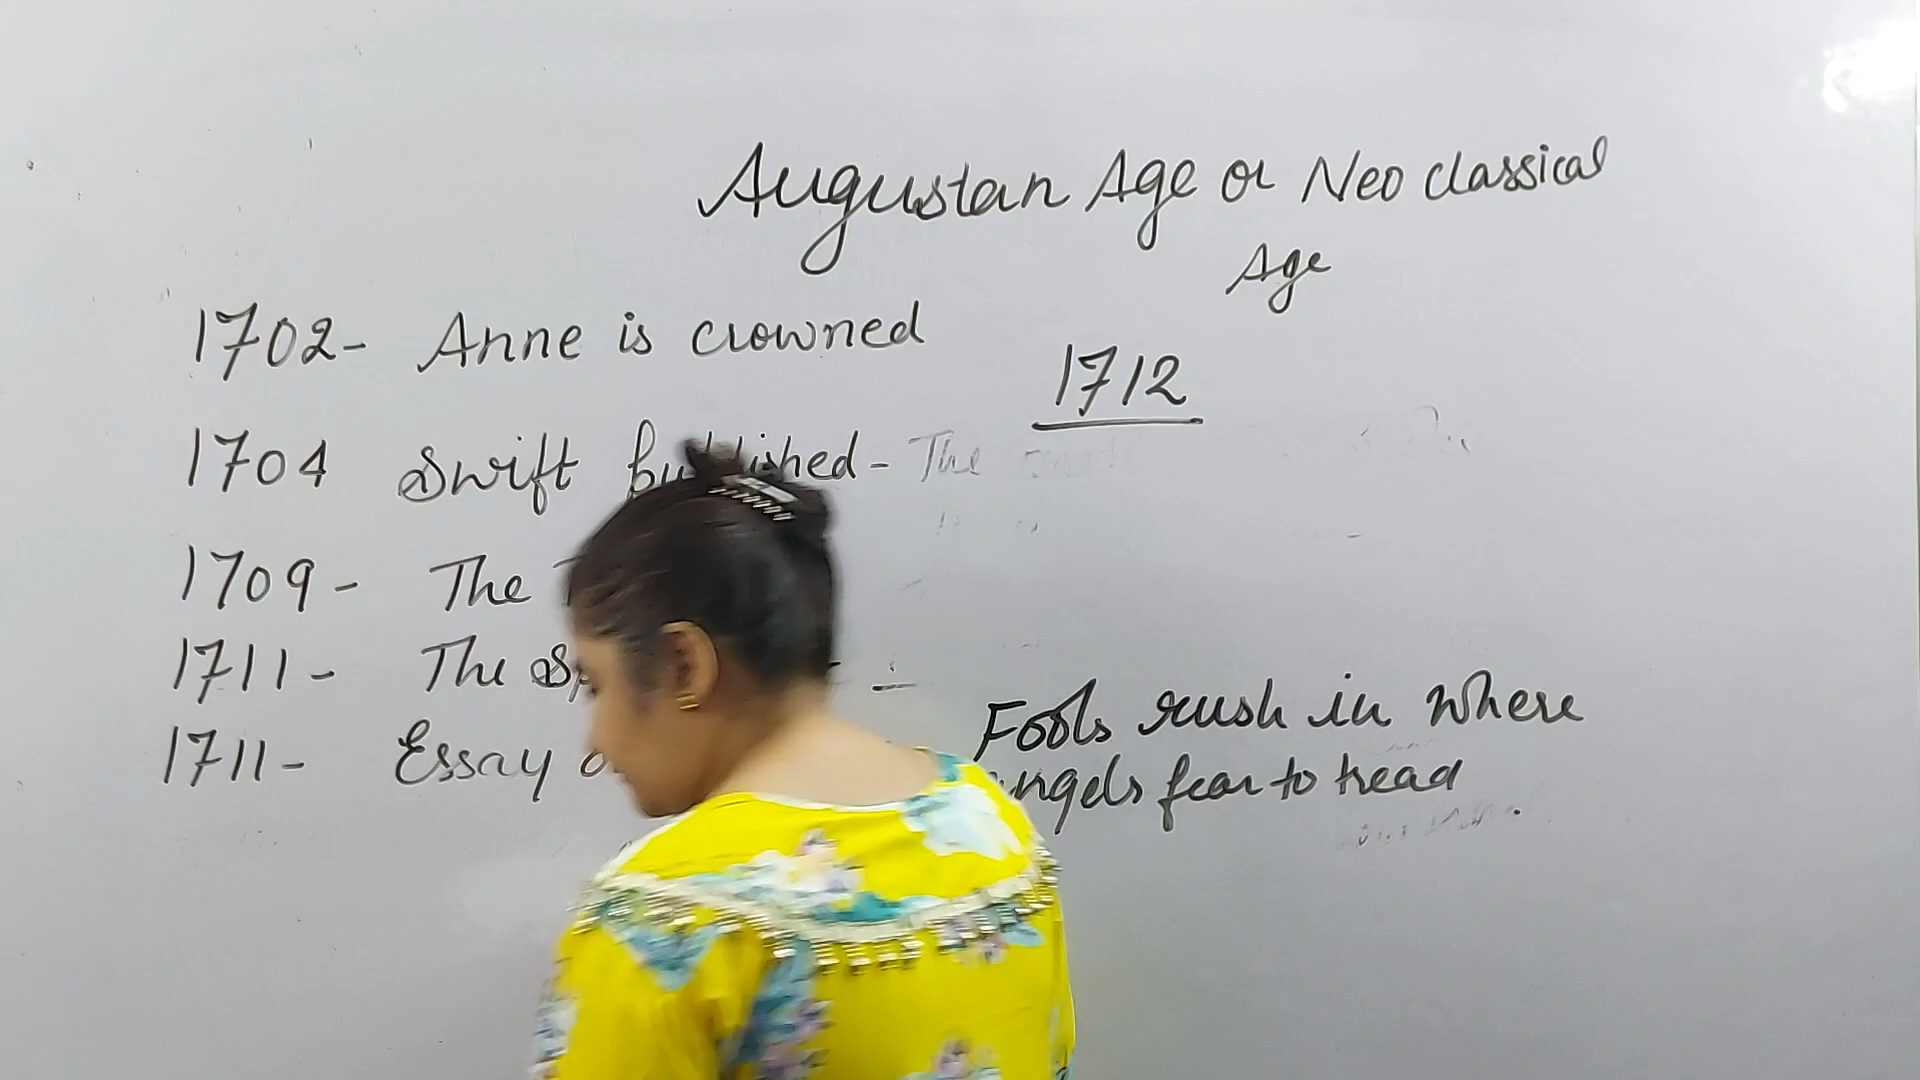 Augustan Age or Neo classical
Age
1702- Anne is crowned
1712
1704 Swift published- The
1709- The
1711- The
1711- Essay
Fools rush in where
angels fear to tread